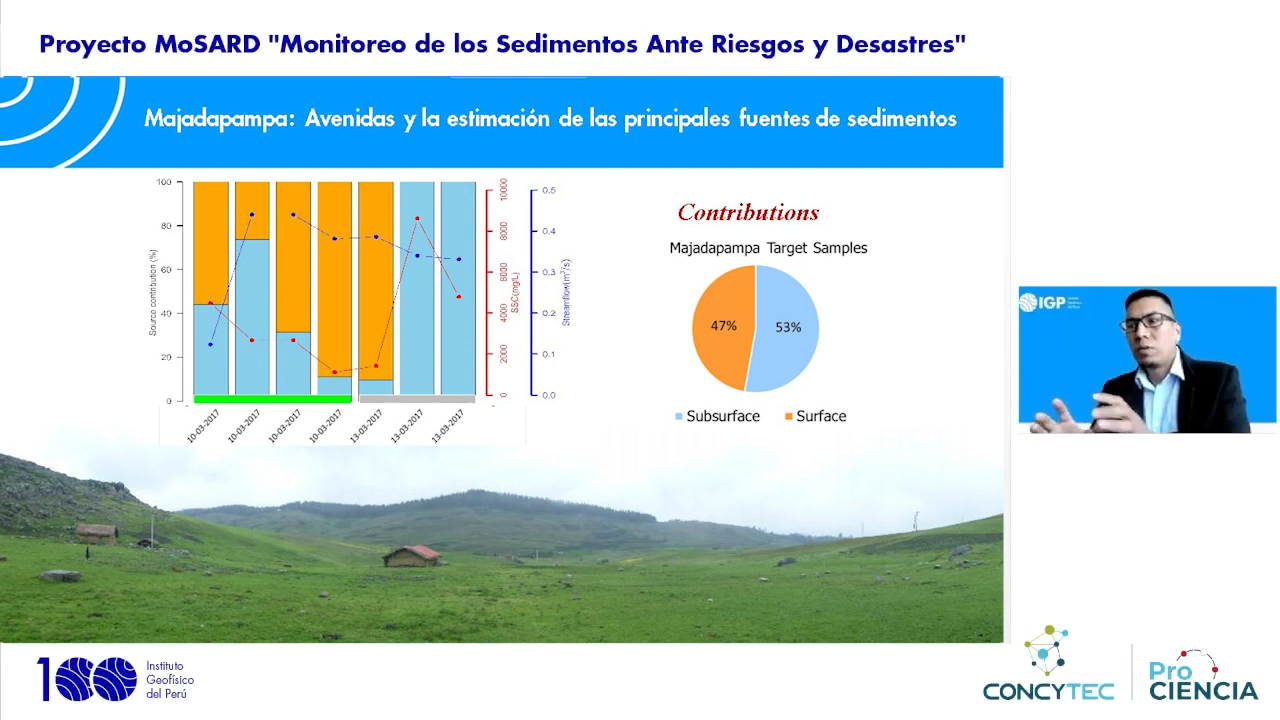 Proyecto MoSARD "Monitoreo de los Sedimentos Ante Riesgos y Desastres"
Majadapampa: Avenidas y la estimación de las principales fuentes de sedimentos
Source contribution (%)
100
80
60
40
20
0
10-03-2017
10-03-2017
10-03-2017
10-03-2017
13-03-2017
13-03-2017
13-03-2017
10000
8000
6000
4000
2000
0
SSC(mg/L)
0.5
0.4
0.3
0.2
0.1
0.0
Streamflow(m³/s)
Contributions
Majadapampa Target Samples
47%
53%
Subsurface
Surface
IGP
100
Instituto
Geofísico
del Perú
CONCYTEC
Pro
CIENCIA